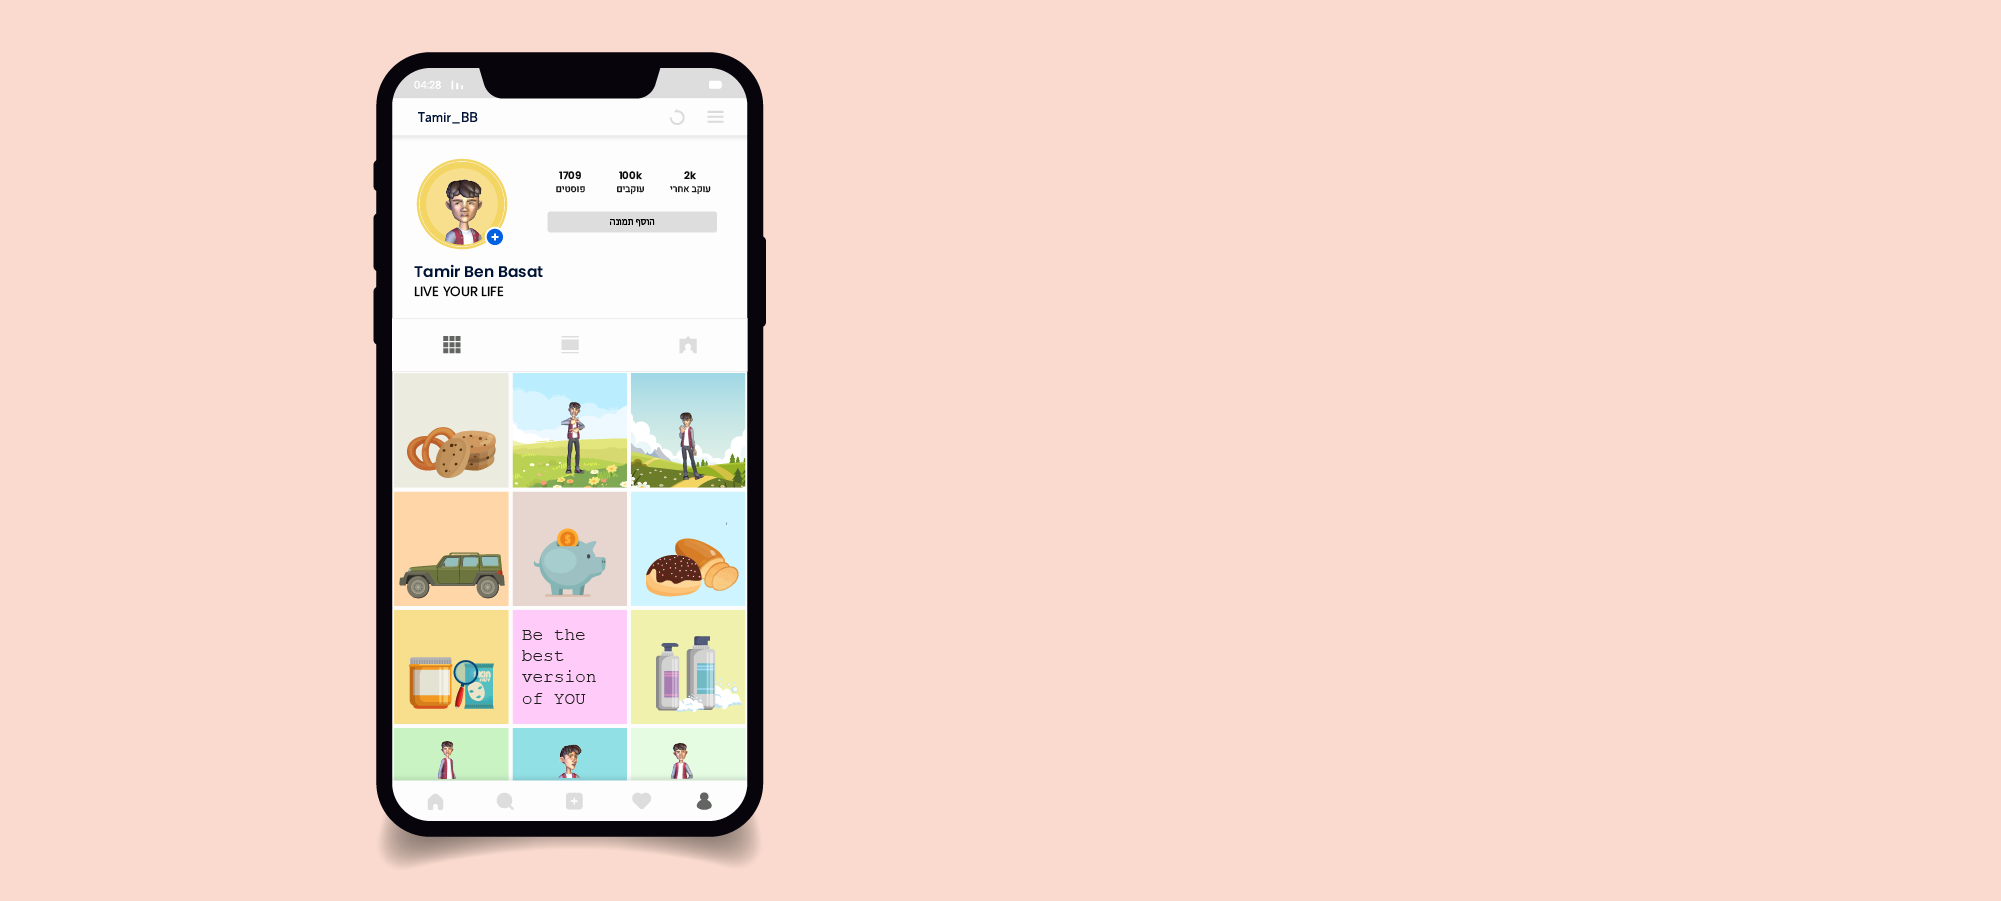 04:28
Tamir_BB
1709 100k 2k
פוסטים עוקבים עוקב אחרי
הוסף תמונה
Tamir Ben Basat
LIVE YOUR LIFE
Be the
best
version
of YOU